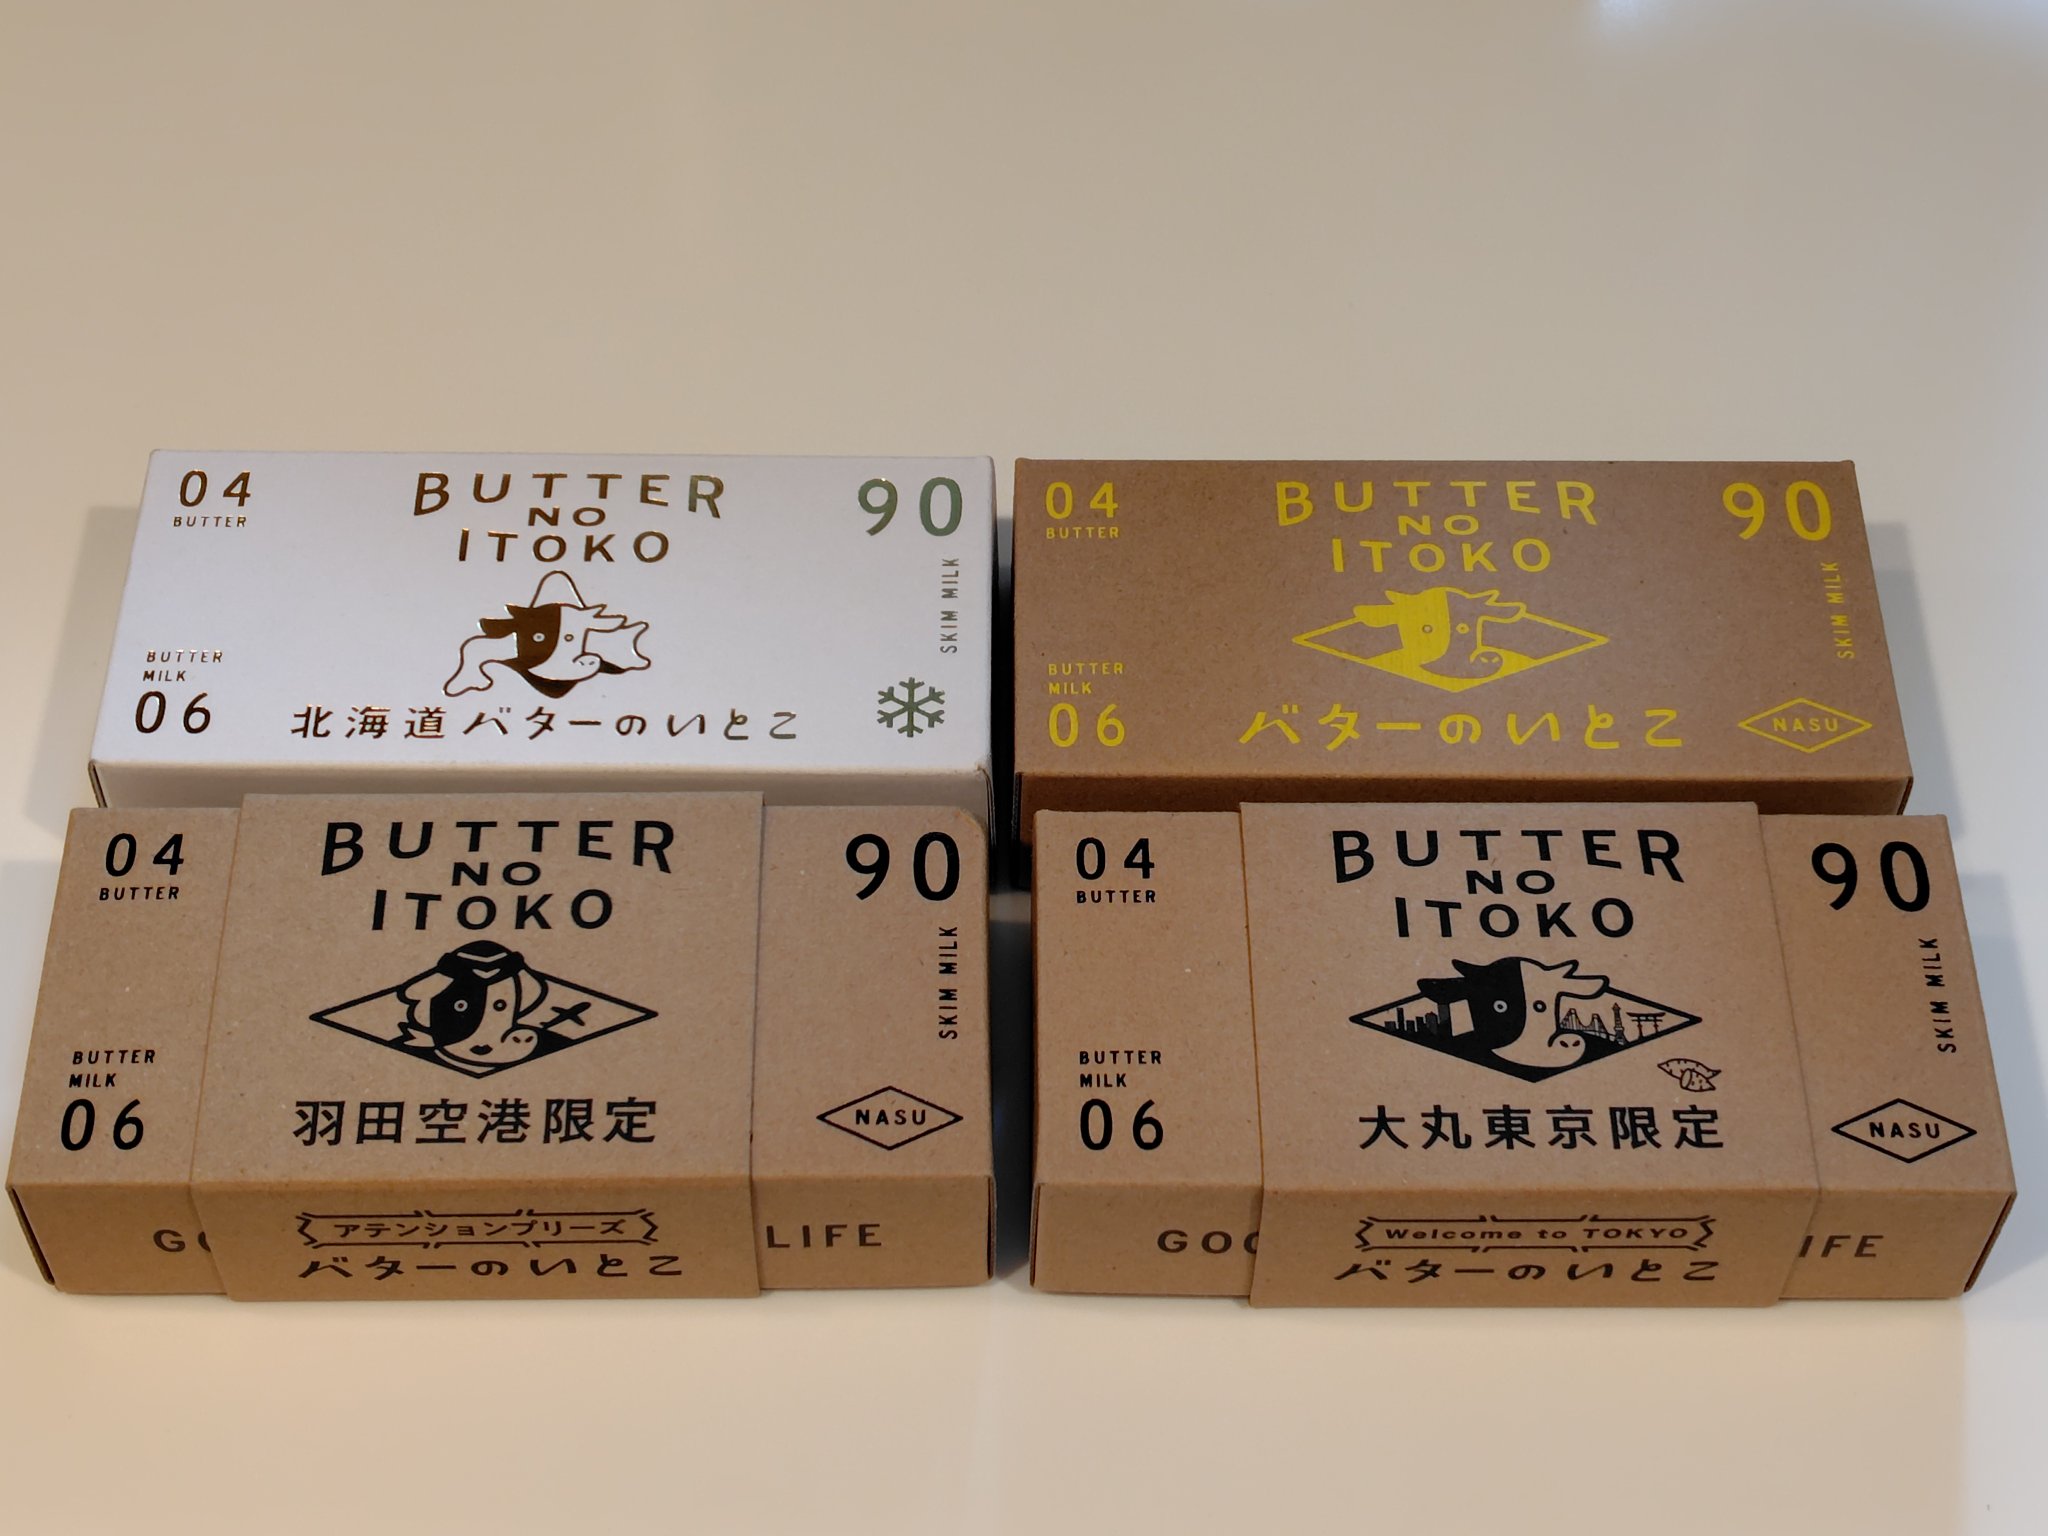 04
BUTTER
BUTTER
NO
ITOKO
90
SKIM MILK
BUTTER
MILK
06
北海道バターのいとこ
04
BUTTER
BUTTER
NO
ITOKO
90
SKIM MILK
BUTTER
MILK
06
バターのいとこ
NASU
04
BUTTER
BUTTER
NO
ITOKO
90
SKIM MILK
BUTTER
MILK
06
羽田空港限定
NASU
アテンションプリーズ
バターのいとこ
LIFE
04
BUTTER
BUTTER
NO
ITOKO
90
SKIM MILK
BUTTER
MILK
06
大丸東京限定
NASU
Welcome to TOKYO
バターのいとこ